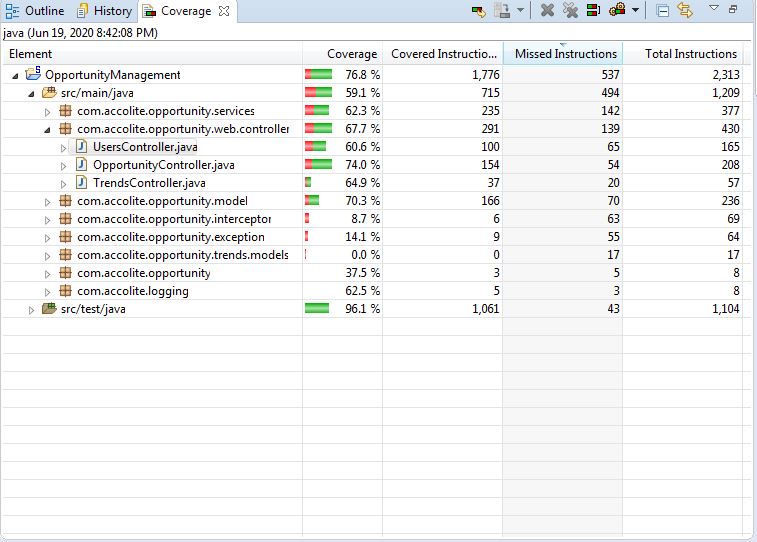 Outline History Coverage
java (Jun 19, 2020 8:42:08 PM)
Element Coverage Covered Instructio... Missed Instructions Total Instructions
OpportunityManagement 76.8 % 1,776 537 2,313
src/main/java 59.1 % 715 494 1,209
com.accolite.opportunity.services 62.3 % 235 142 377
com.accolite.opportunity.web.controller 67.7 % 291 139 430
UsersController.java 60.6 % 100 65 165
OpportunityController.java 74.0 % 154 54 208
TrendsController.java 64.9 % 37 20 57
com.accolite.opportunity.model 70.3 % 166 70 236
com.accolite.opportunity.interceptor 8.7 % 6 63 69
com.accolite.opportunity.exception 14.1 % 9 55 64
com.accolite.opportunity.trends.models 0.0 % 0 17 17
com.accolite.opportunity 37.5 % 3 5 8
com.accolite.logging 62.5 % 5 3 8
src/test/java 96.1 % 1,061 43 1,104